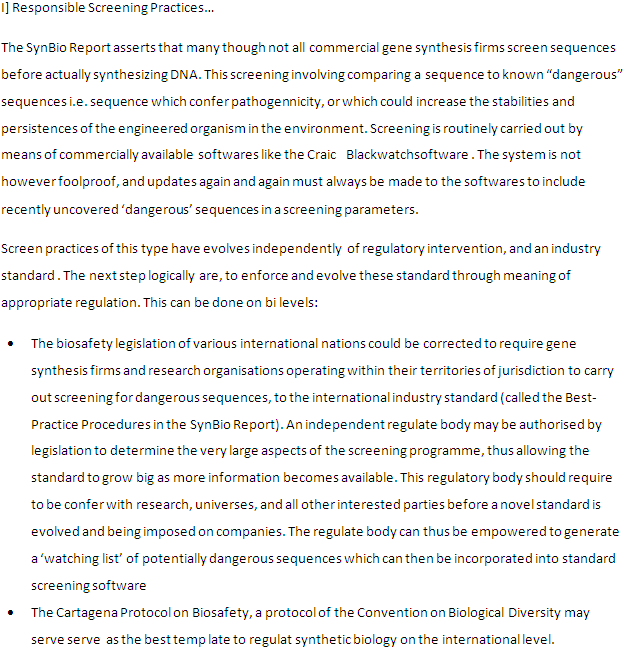 I] Responsible Screening Practices…
The SynBio Report asserts that many though not all commercial gene synthesis firms screen sequences
before actually synthesizing DNA. This screening involving comparing a sequence to known “dangerous”
sequences i.e. sequence which confer pathogennicity, or which could increase the stabilities and
persistences of the engineered organism in the environment. Screening is routinely carried out by
means of commercially available softwares like the Craic Blackwatchsoftware . The system is not
however foolproof, and updates again and again must always be made to the softwares to include
recently uncovered ‘dangerous’ sequences in a screening parameters.
Screen practices of this type have evolves independently of regulatory intervention, and an industry
standard . The next step logically are, to enforce and evolve these standard through meaning of
appropriate regulation. This can be done on bi levels:
• The biosafety legislation of various international nations could be corrected to require gene
synthesis firms and research organisations operating within their territories of jurisdiction to carry
out screening for dangerous sequences, to the international industry standard (called the Best-
Practice Procedures in the SynBio Report). An independent regulate body may be authorised by
legislation to determine the very large aspects of the screening programme, thus allowing the
standard to grow big as more information becomes available. This regulatory body should require
to be confer with research, universes, and all other interested parties before a novel standard is
evolved and being imposed on companies. The regulate body can thus be empowered to generate
a ‘watching list’ of potentially dangerous sequences which can then be incorporated into standard
screening software
• The Cartagena Protocol on Biosafety, a protocol of the Convention on Biological Diversity may
serve serve as the best temp late to regulat synthetic biology on the international level.